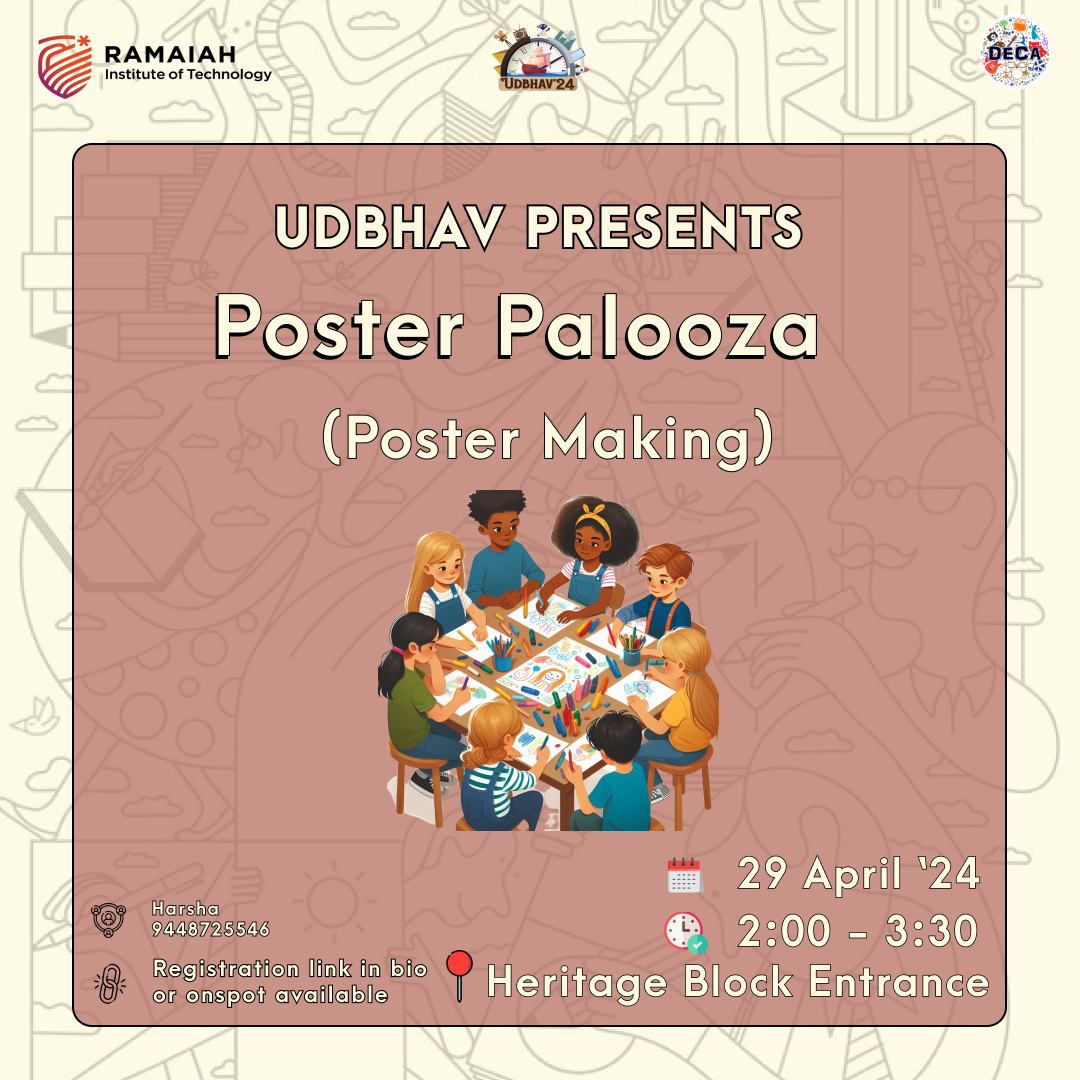 RAMAIAH
Institute of Technology
UDBHAV'24
DECA
UDBHAV PRESENTS
Poster Palooza
(Poster Making)
29 April ‘24
2:00 – 3:30
Heritage Block Entrance
Harsha
9448725546
Registration link in bio
or onspot available